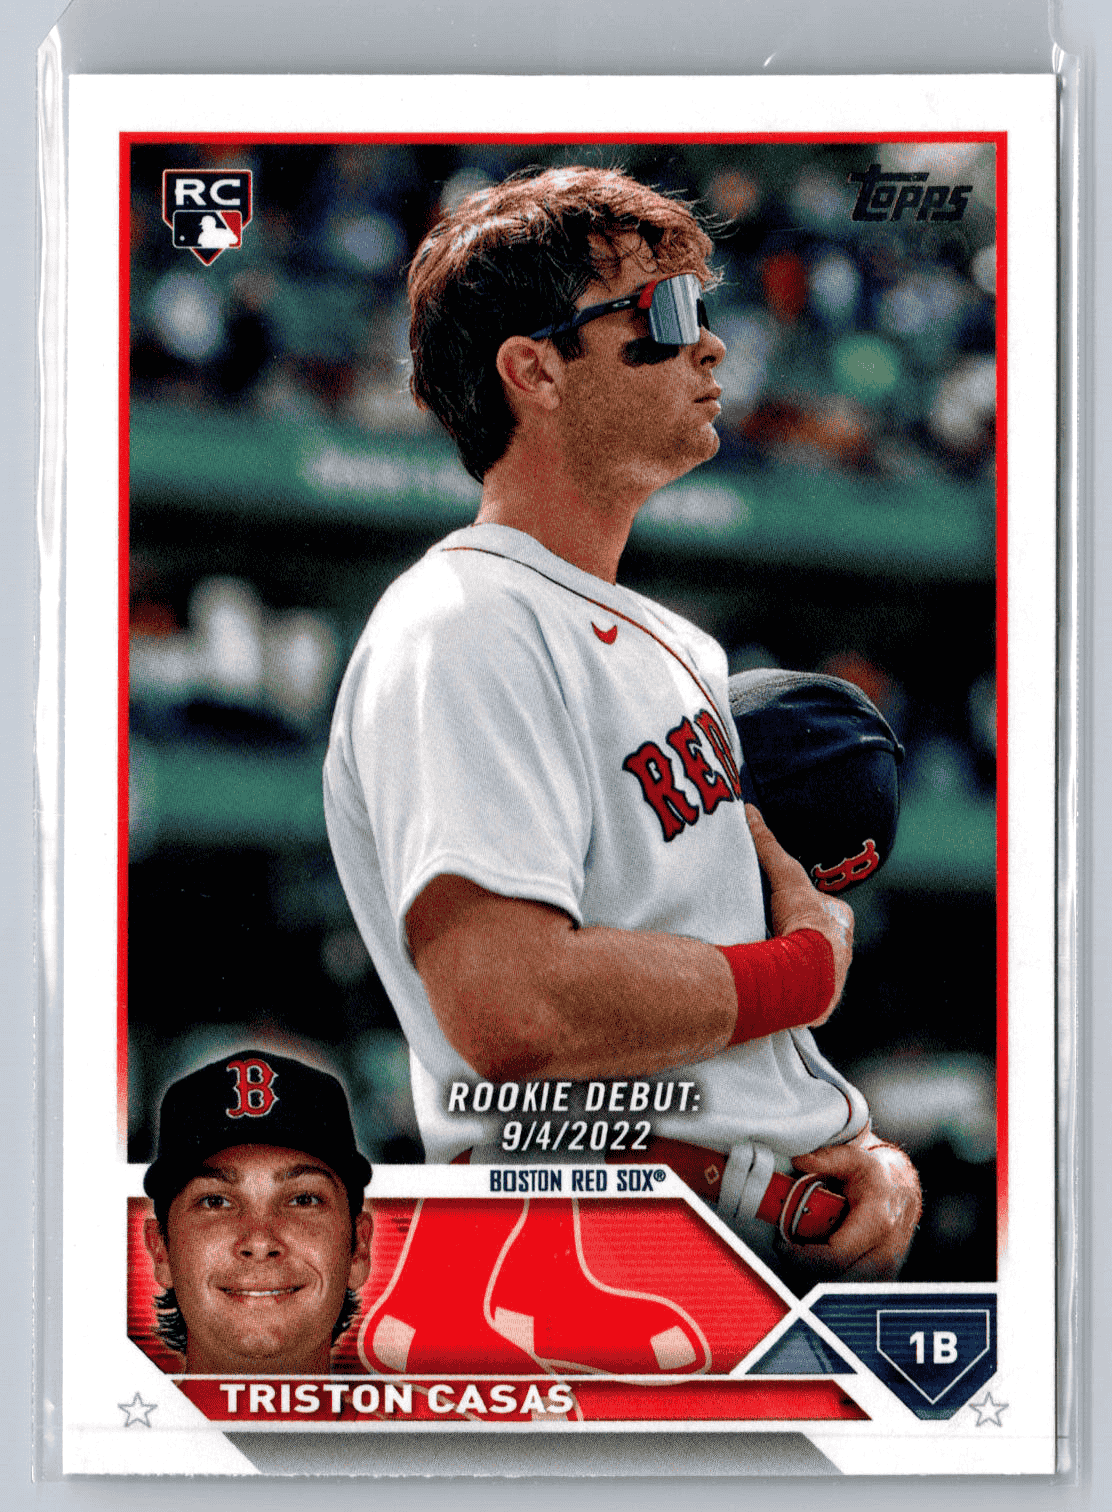 RC
TOPPS
RED
B
ROOKIE DEBUT:
9/4/2022
BOSTON RED SOX®
B
1B
TRISTON CASAS